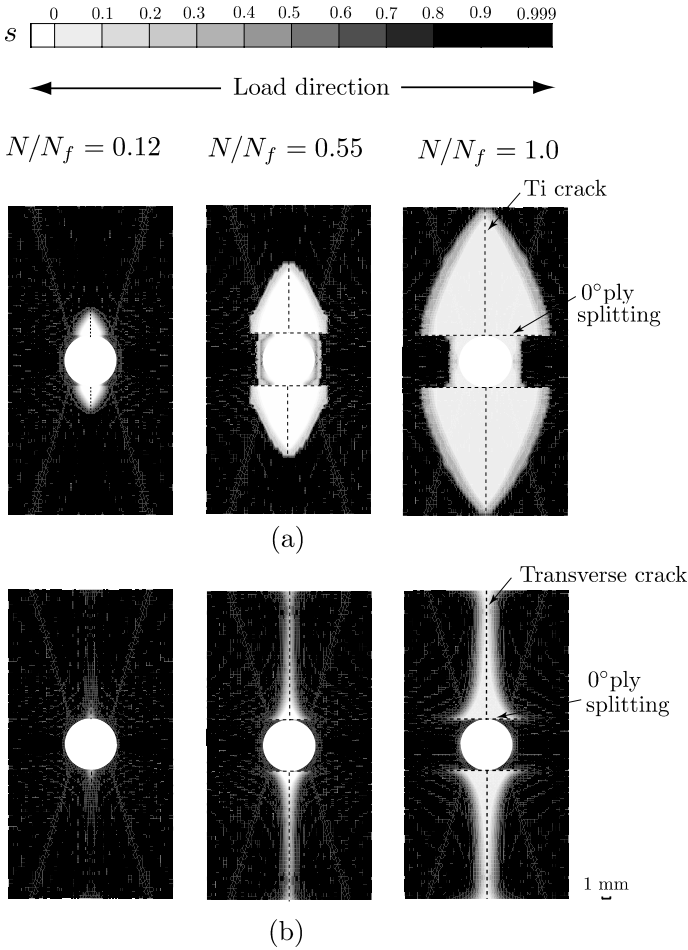 0 0.1 0.2 0.3 0.4 0.5 0.6 0.7 0.8 0.9 0.999
s
Load direction
N/N_f = 0.12 N/N_f = 0.55 N/N_f = 1.0
Ti crack
0°ply
splitting
(a)
Transverse crack
0°ply
splitting
1 mm
(b)